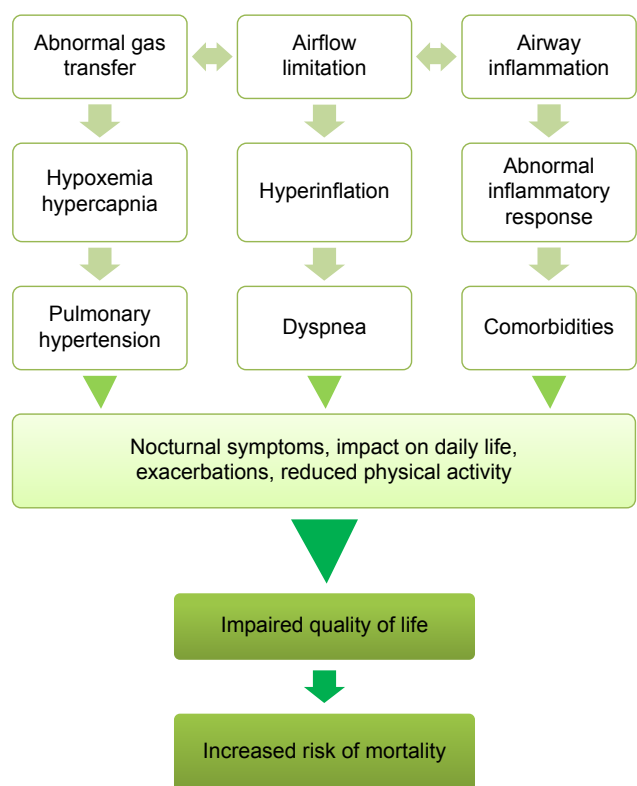 Abnormal gas
transfer
Airflow
limitation
Airway
inflammation
Hypoxemia
hypercapnia
Hyperinflation
Abnormal
inflammatory
response
Pulmonary
hypertension
Dyspnea
Comorbidities
Nocturnal symptoms, impact on daily life,
exacerbations, reduced physical activity
Impaired quality of life
Increased risk of mortality